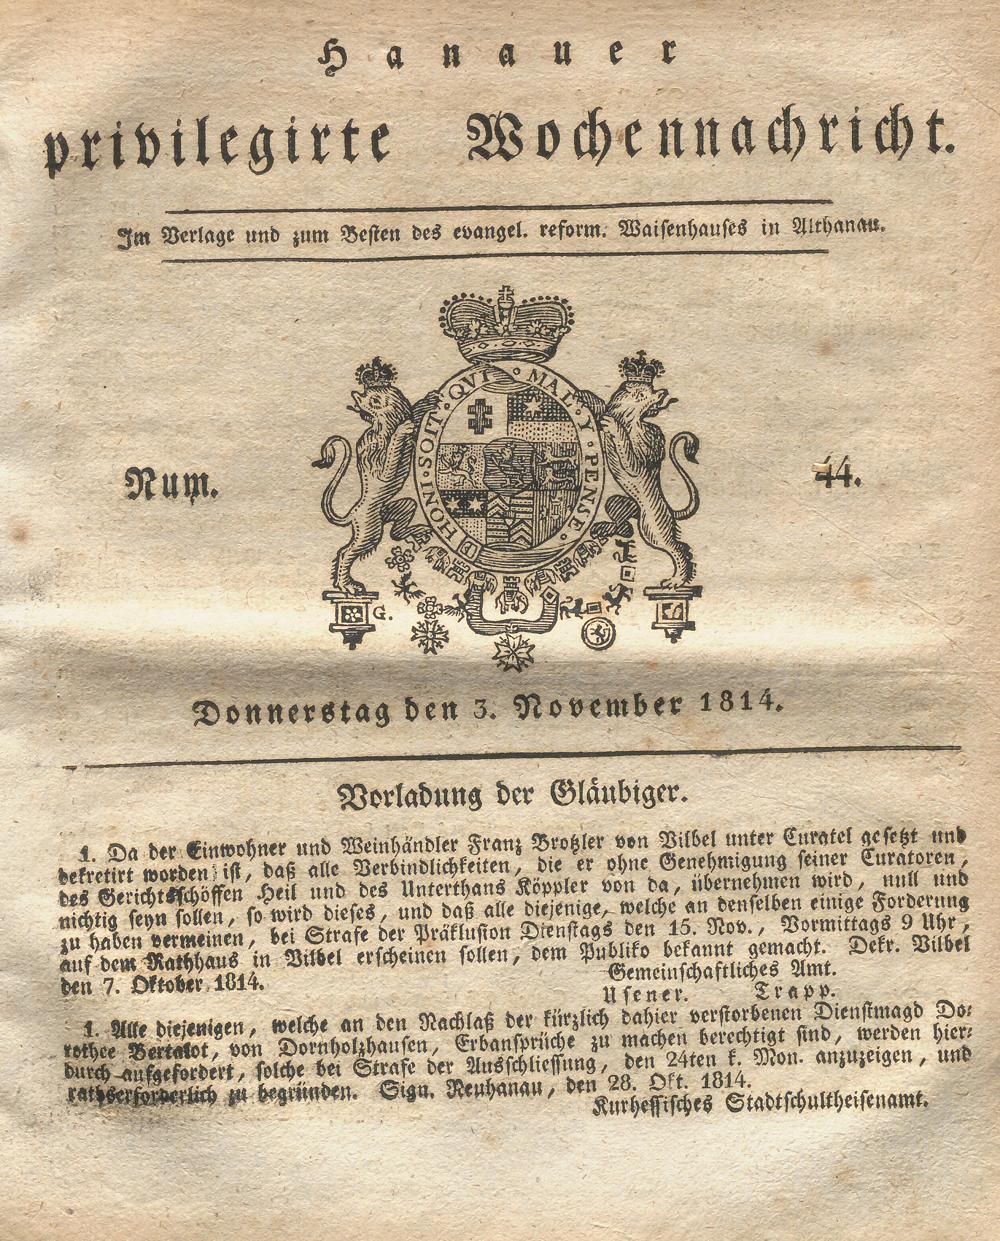 Hanauer
privilegirte Wochennachricht.
Im Verlage und zum Besten des evangel. reform. Waisenhauses in Althanau.
HONI·SOIT·QVI·MAL·Y·PENSE·
Num. 44.
G.
Donnerstag den 3. November 1814.
Vorladung der Gläubiger.
1. Da der Einwohner und Weinhändler Franz Brotzler von Vilbel unter Curatel gesetzt und
dekretirt worden ist, daß alle Verbindlichkeiten, die er ohne Genehmigung seiner Curatoren,
des Gerichtsschöffen Heil und des Unterthans Köppler von da, übernehmen wird, null und
nichtig seyn sollen, so wird dieses, und daß alle diejenige, welche an denselben einige Forderung
zu haben vermeinen, bei Strafe der Präklusion Dienstags den 15. Nov., Vormittags 9 Uhr,
auf dem Rathhaus in Vilbel erscheinen sollen, dem Publiko bekannt gemacht. Dekr. Vilbel
den 7. Oktober 1814. Gemeinschaftliches Amt.
Usener. Trapp.
1. Alle diejenigen, welche an den Nachlaß der kürzlich dahier verstorbenen Dienstmagd Do=
rothee Bertalot, von Dornholzhausen, Erbansprüche zu machen berechtigt sind, werden hier=
durch aufgefordert, solche bei Strafe der Ausschliessung, den 24ten k. Mon. anzuzeigen, und
rathserforderlich zu begründen. Sign. Neuhanau, den 28. Okt. 1814.
Kurhessisches Stadtschultheisenamt.